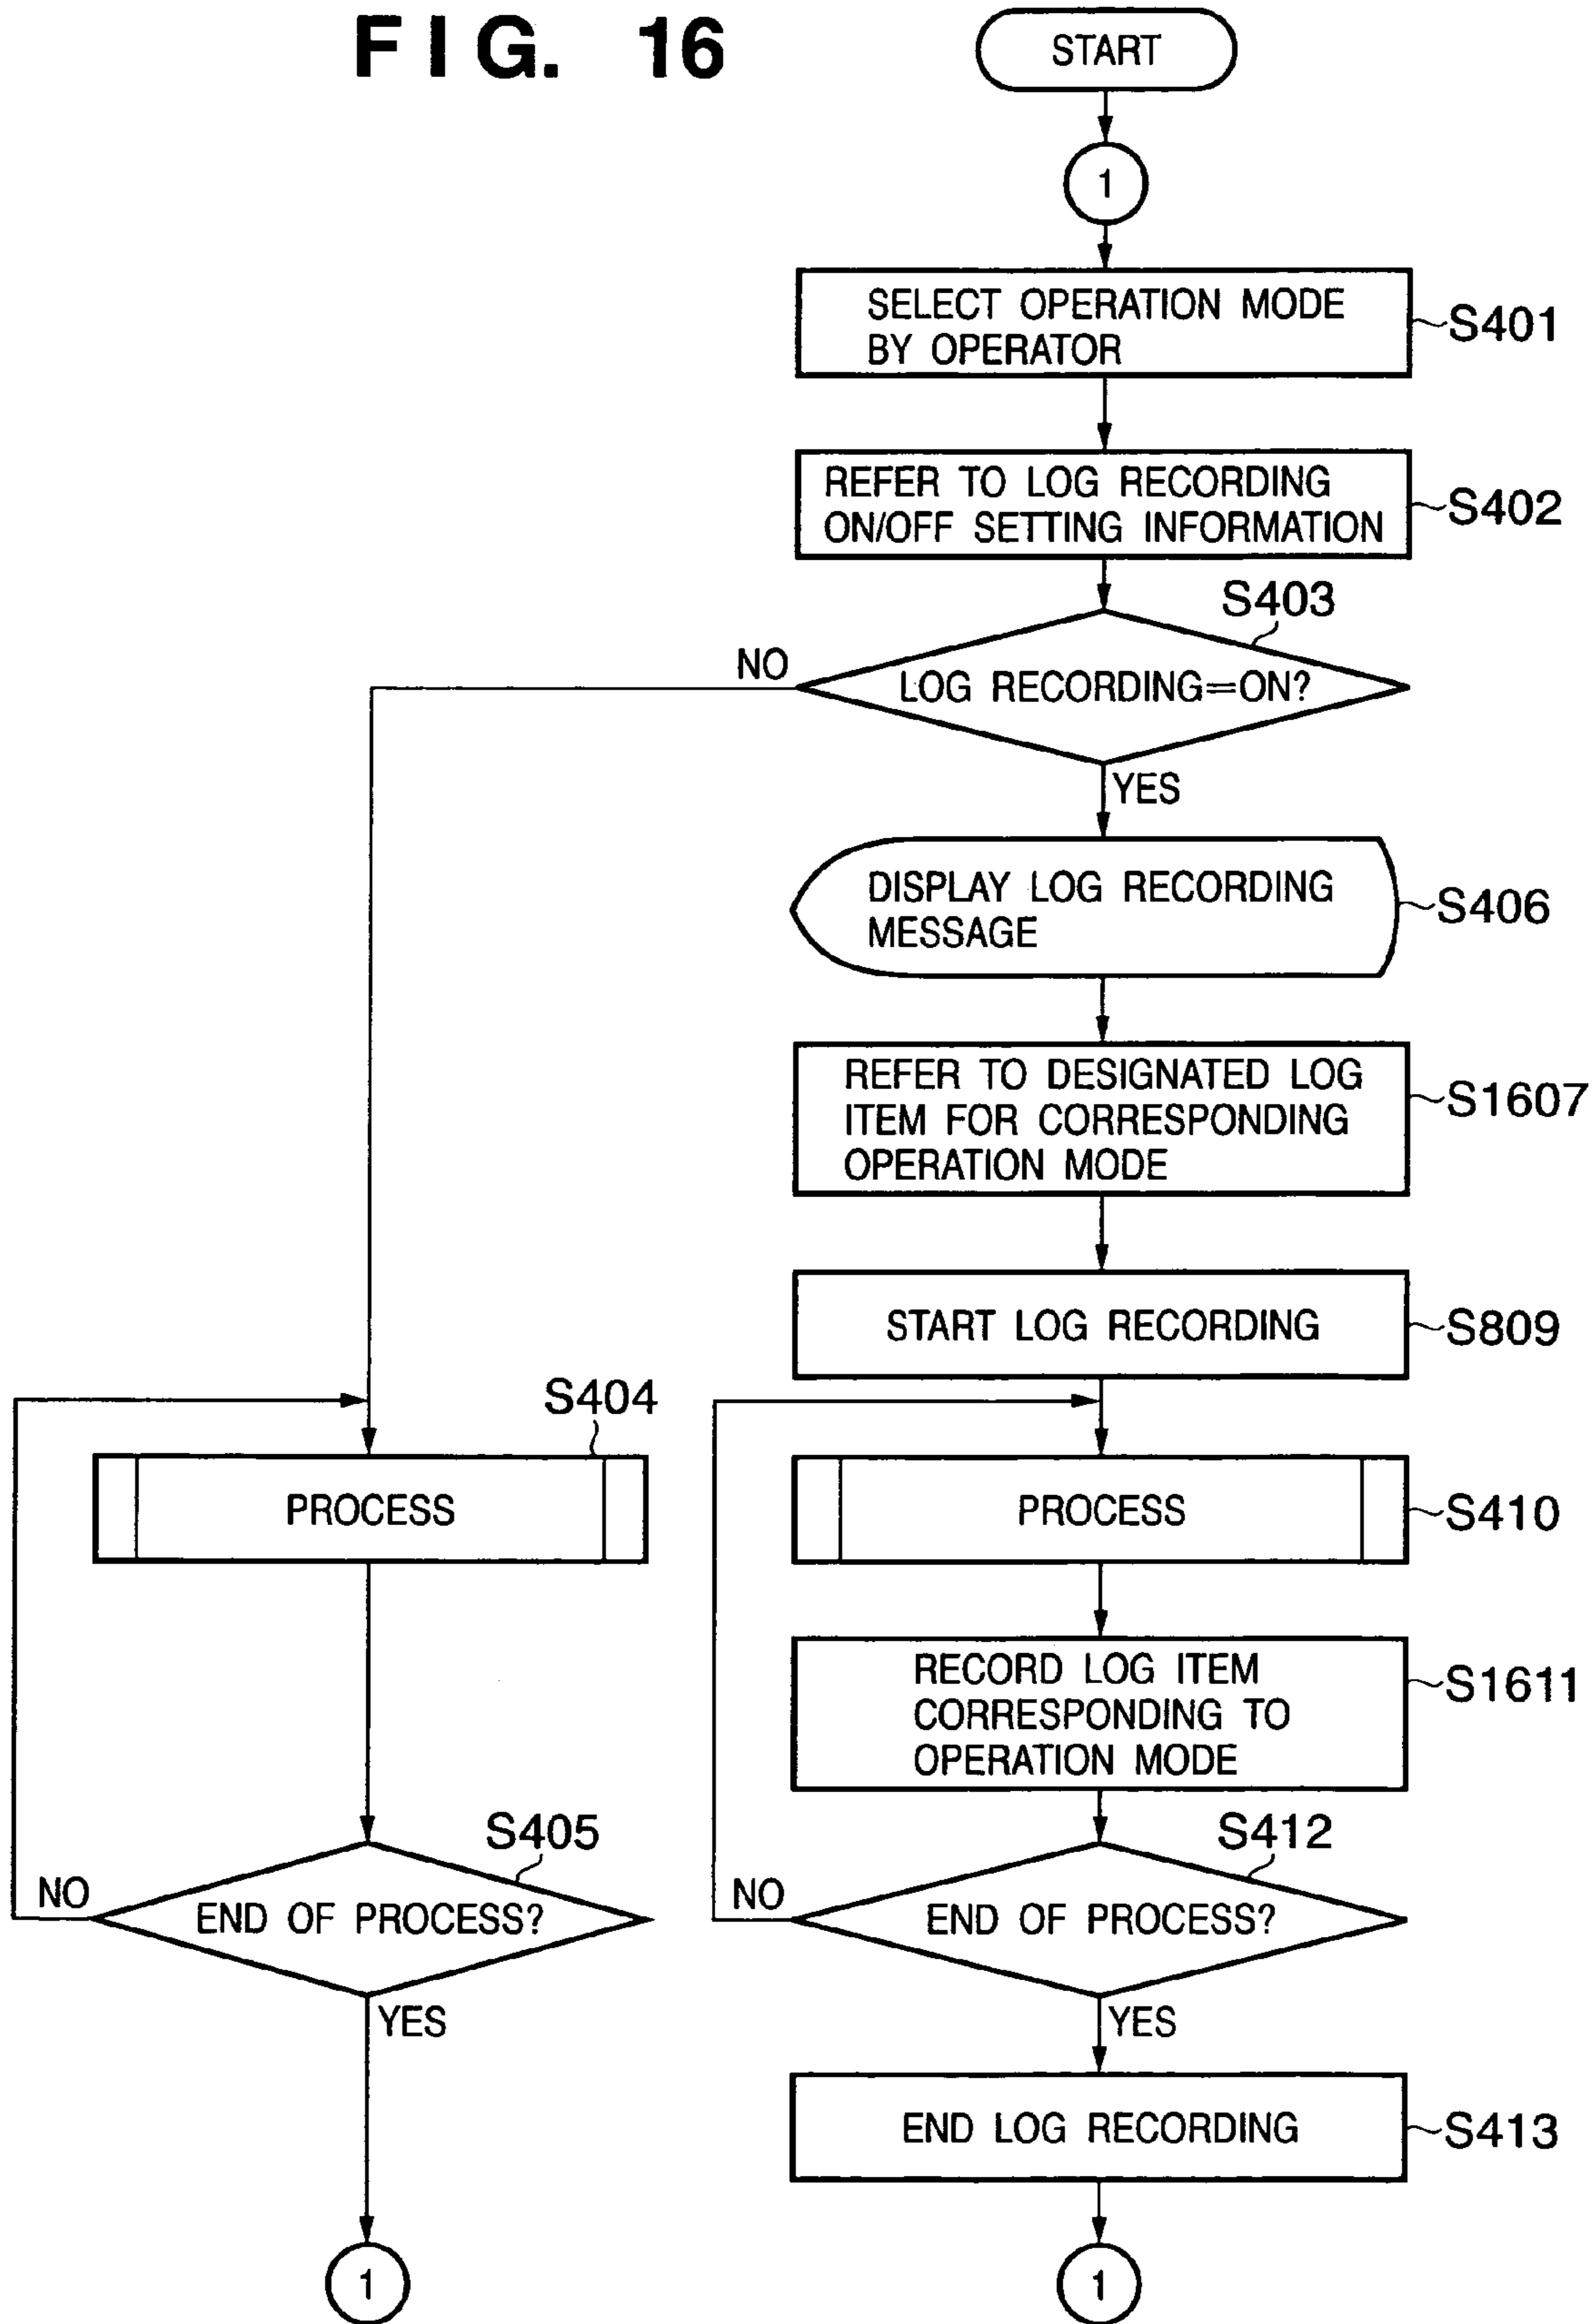 FIG. 16
START
1
SELECT OPERATION MODE
BY OPERATOR
S401
REFER TO LOG RECORDING
ON/OFF SETTING INFORMATION
S402
S403
NO
LOG RECORDING=ON?
YES
DISPLAY LOG RECORDING
MESSAGE
S406
REFER TO DESIGNATED LOG
ITEM FOR CORRESPONDING
OPERATION MODE
S1607
START LOG RECORDING
S809
S404
PROCESS
PROCESS
S410
RECORD LOG ITEM
CORRESPONDING TO
OPERATION MODE
S1611
S405
S412
NO
END OF PROCESS?
NO
END OF PROCESS?
YES
YES
END LOG RECORDING
S413
1
1